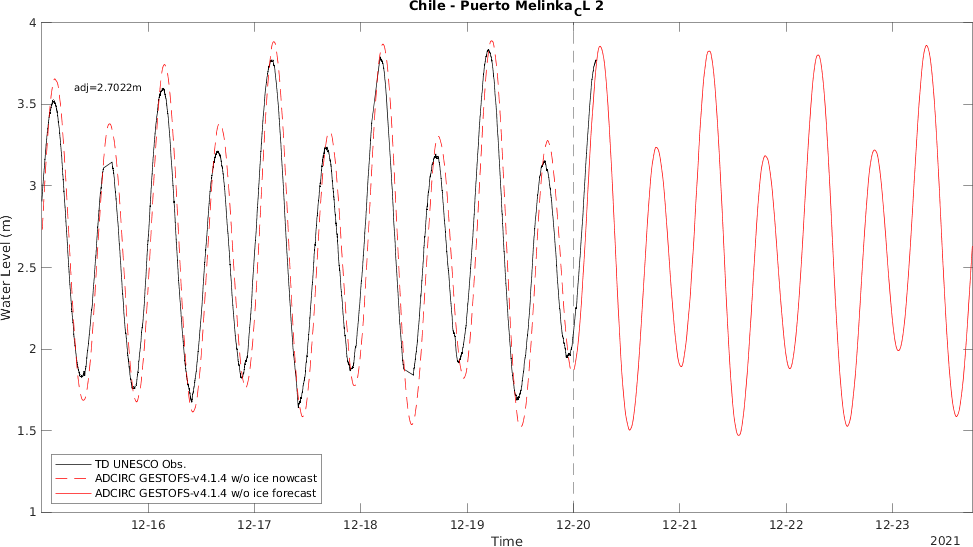 Chile - Puerto Melinka_CL 2
4
adj=2.7022m
3.5
3
2.5
2
1.5
1
Water Level (m)
TD UNESCO Obs.
ADCIRC GESTOFS-v4.1.4 w/o ice nowcast
ADCIRC GESTOFS-v4.1.4 w/o ice forecast
12-16 12-17 12-18 12-19 12-20 12-21 12-22 12-23
Time
2021